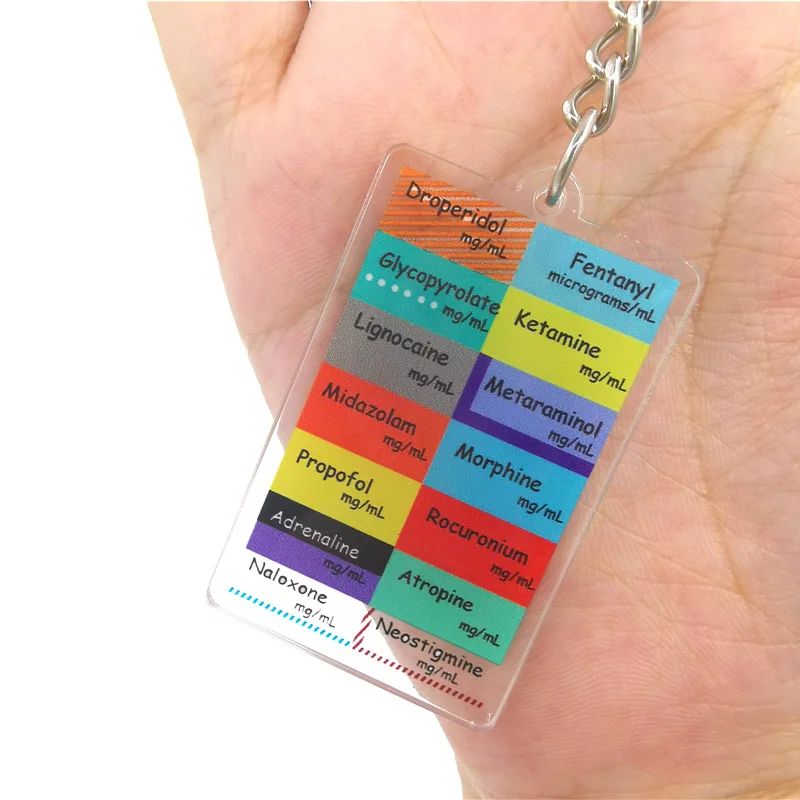 Droperidol
mg/mL
Fentanyl
micrograms/mL
Glycopyrolate
mg/mL
Ketamine
mg/mL
Lignocaine
mg/mL
Metaraminol
mg/mL
Midazolam
mg/mL
Morphine
mg/mL
Propofol
mg/mL
Rocuronium
mg/mL
Adrenaline
mg/mL
Atropine
mg/mL
Naloxone
mg/mL
Neostigmine
mg/mL